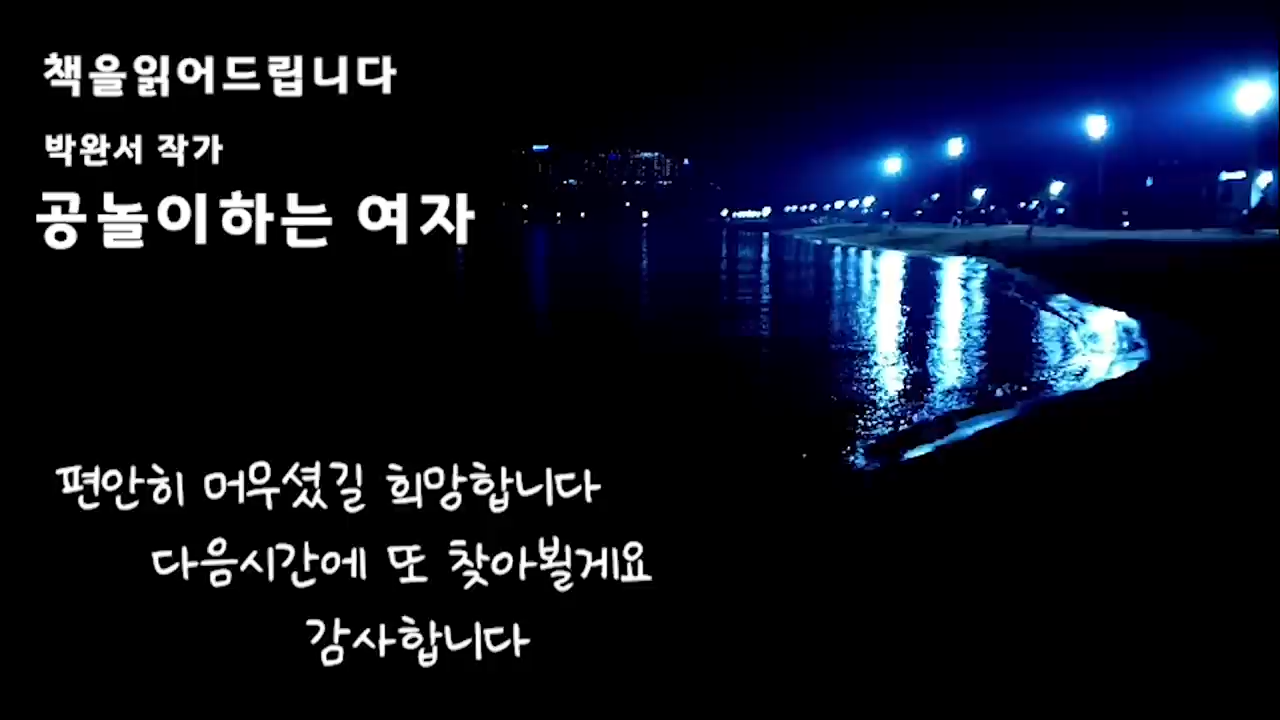 책을읽어드립니다
박완서 작가
공놀이하는 여자
편안히 머무셨길 희망합니다
다음시간에 또 찾아뵐게요
감사합니다